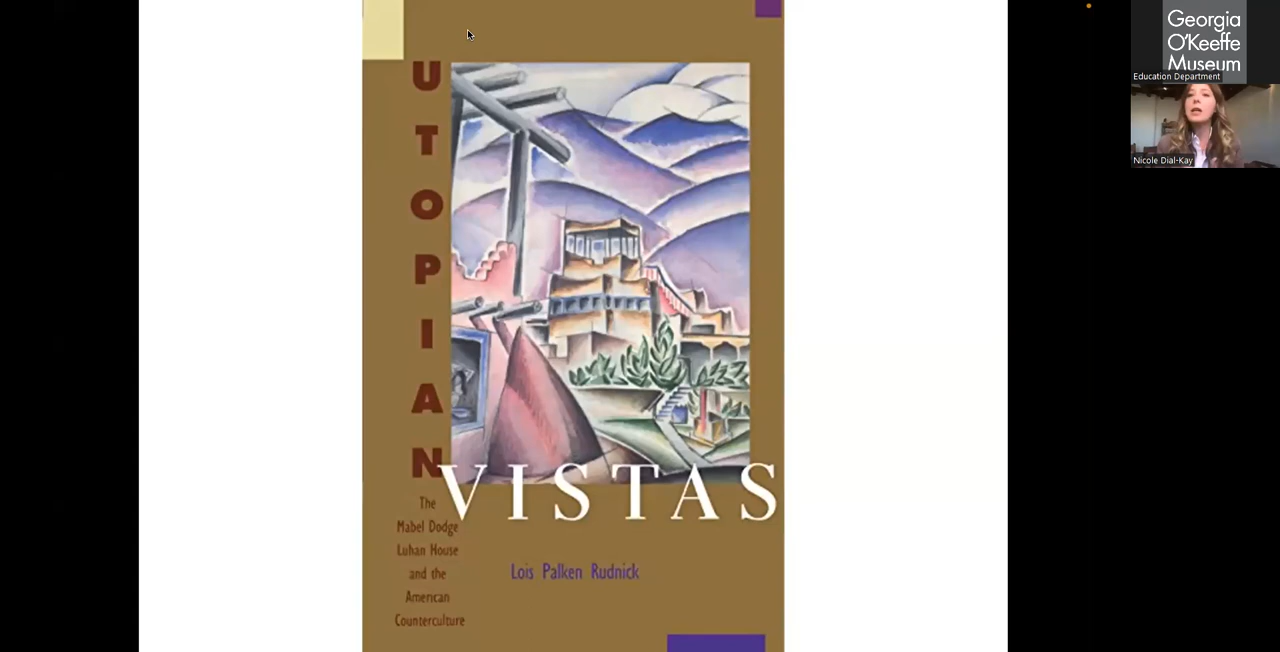 UTOPIAN
VISTAS
The
Mabel Dodge
Luhan House
and the
American
Counterculture
Lois Palken Rudnick
Georgia
O'Keeffe
Museum
Education Department
Nicole Dial-Kay